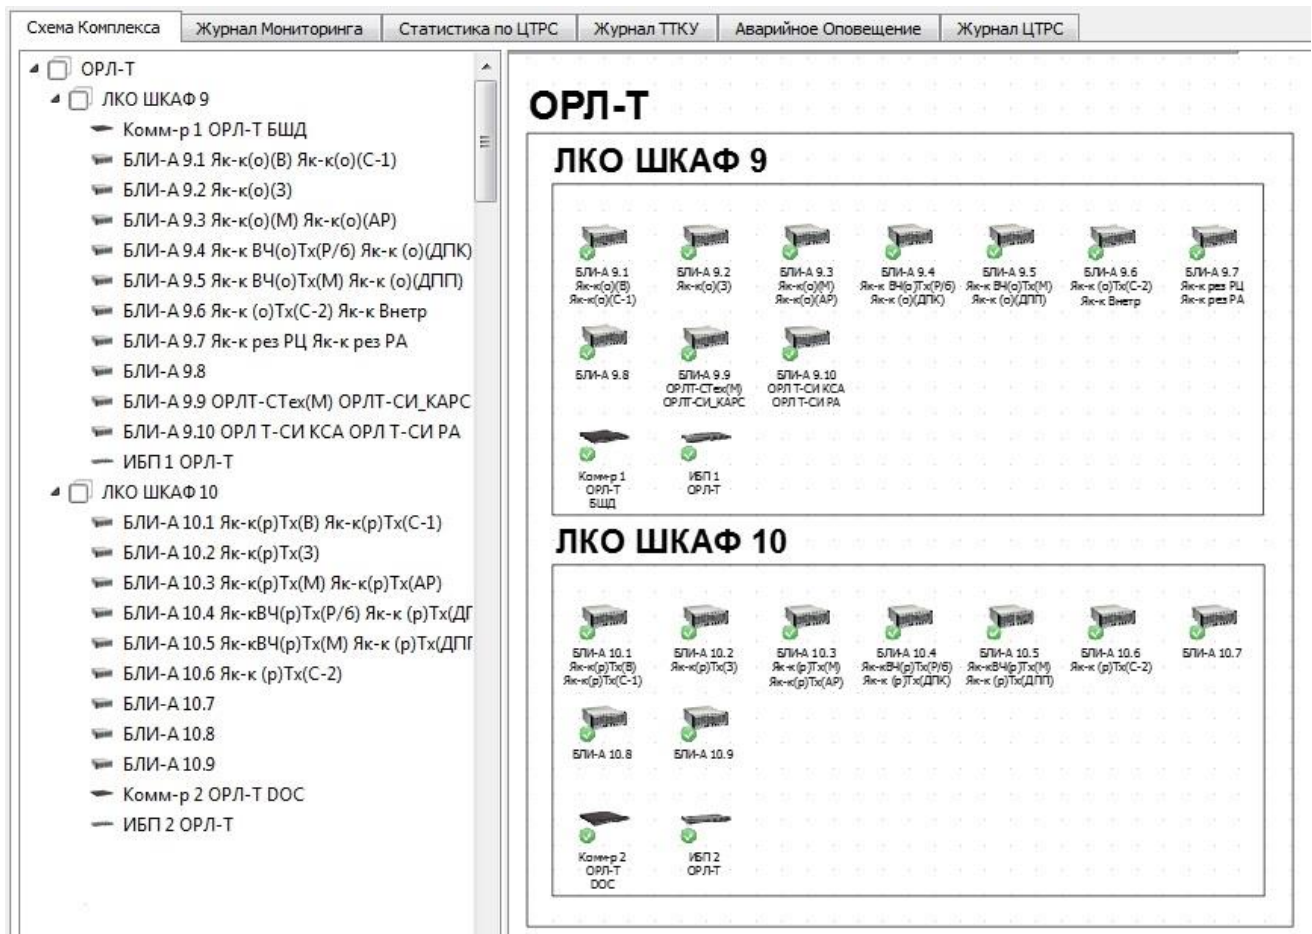 Схема Комплекса Журнал Мониторинга Статистика по ЦТРС Журнал ТТКУ Аварийное Оповещение Журнал ЦТРС
ОРЛ-Т
ЛКО ШКАФ 9
Комм-р 1 ОРЛ-Т БШД
БЛИ-А 9.1 Як-к(о)(В) Як-к(о)(С-1)
БЛИ-А 9.2 Як-к(о)(З)
БЛИ-А 9.3 Як-к(о)(М) Як-к(о)(АР)
БЛИ-А 9.4 Як-к ВЧ(о)Тх(Р/б) Як-к (о)(ДПК)
БЛИ-А 9.5 Як-к ВЧ(о)Тх(М) Як-к (о)(ДПП)
БЛИ-А 9.6 Як-к (о)Тх(С-2) Як-к Внетр
БЛИ-А 9.7 Як-к рез РЦ Як-к рез РА
БЛИ-А 9.8
БЛИ-А 9.9 ОРЛТ-СТех(М) ОРЛТ-СИ_КАРС
БЛИ-А 9.10 ОРЛ Т-СИ КСА ОРЛ Т-СИ РА
ИБП 1 ОРЛ-Т
ЛКО ШКАФ 10
БЛИ-А 10.1 Як-к(р)Тх(В) Як-к(р)Тх(С-1)
БЛИ-А 10.2 Як-к(р)Тх(З)
БЛИ-А 10.3 Як-к(р)Тх(М) Як-к(р)Тх(АР)
БЛИ-А 10.4 Як-кВЧ(р)Тх(Р/б) Як-к (р)Тх(ДГ
БЛИ-А 10.5 Як-кВЧ(р)Тх(М) Як-к (р)Тх(ДПГ
БЛИ-А 10.6 Як-к (р)Тх(С-2)
БЛИ-А 10.7
БЛИ-А 10.8
БЛИ-А 10.9
Комм-р 2 ОРЛ-Т DOC
ИБП 2 ОРЛ-Т
ОРЛ-Т
ЛКО ШКАФ 9
БЛИ-А 9.1 БЛИ-А 9.2 БЛИ-А 9.3 БЛИ-А 9.4 БЛИ-А 9.5 БЛИ-А 9.6 БЛИ-А 9.7
Як-к(о)(В) Як-к(о)(З) Як-к(о)(М) Як-к ВЧ(о)Тх(Р/б) Як-к ВЧ(о)Тх(М) Як-к (о)Тх(С-2) Як-к рез РЦ
Як-к(о)(С-1) Як-к(о)(АР) Як-к (о)(ДПК) Як-к (о)(ДПП) Як-к Внетр Як-к рез РА
БЛИ-А 9.8 БЛИ-А 9.9 БЛИ-А 9.10
ОРЛТ-СТех(М) ОРЛ Т-СИ КСА
ОРЛТ-СИ_КАРС ОРЛ Т-СИ РА
Комм-р 1 ИБП 1
ОРЛ-Т ОРЛ-Т
БШД
ЛКО ШКАФ 10
БЛИ-А 10.1 БЛИ-А 10.2 БЛИ-А 10.3 БЛИ-А 10.4 БЛИ-А 10.5 БЛИ-А 10.6 БЛИ-А 10.7
Як-к(р)Тх(В) Як-к(р)Тх(З) Як-к(р)Тх(М) Як-кВЧ(р)Тх(Р/б) Як-кВЧ(р)Тх(М) Як-к (р)Тх(С-2)
Як-к(р)Тх(С-1) Як-к(р)Тх(АР) Як-к (р)Тх(ДПК) Як-к (р)Тх(ДПП)
БЛИ-А 10.8 БЛИ-А 10.9
Комм-р 2 ИБП 2
ОРЛ-Т ОРЛ-Т
DOC